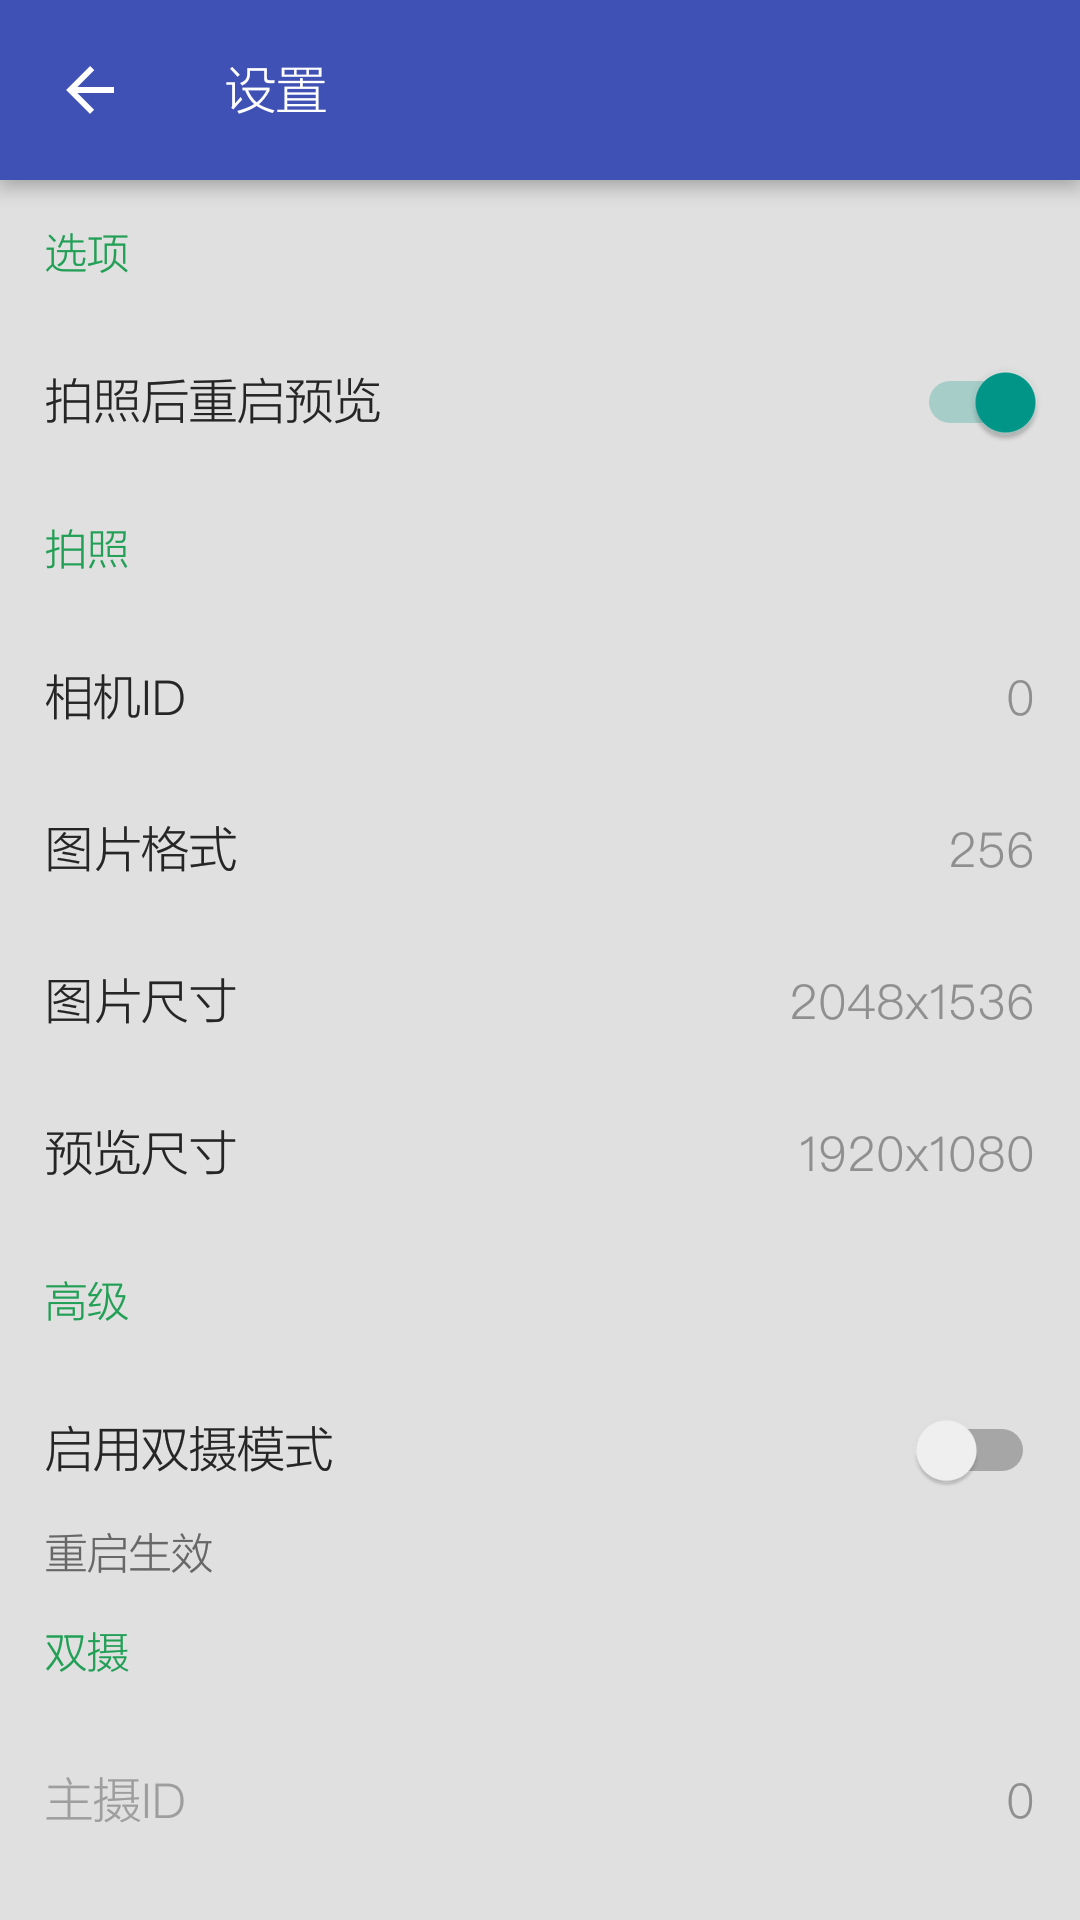 设置
选项
拍照后重启预览
拍照
相机ID 0
图片格式 256
图片尺寸 2048x1536
预览尺寸 1920x1080
高级
启用双摄模式
重启生效
双摄
主摄ID 0